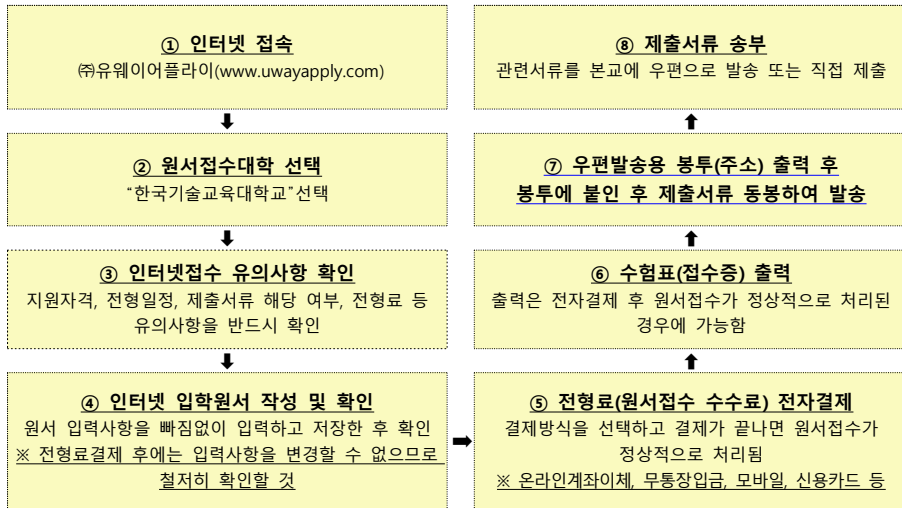 ① 인터넷 접속
㈜유웨이어플라이(www.uwayapply.com)
② 원서접수대학 선택
“한국기술교육대학교”선택
③ 인터넷접수 유의사항 확인
지원자격, 전형일정, 제출서류 해당 여부, 전형료 등
유의사항을 반드시 확인
④ 인터넷 입학원서 작성 및 확인
원서 입력사항을 빠짐없이 입력하고 저장한 후 확인
※ 전형료결제 후에는 입력사항을 변경할 수 없으므로
철저히 확인할 것
⑤ 전형료(원서접수 수수료) 전자결제
결제방식을 선택하고 결제가 끝나면 원서접수가
정상적으로 처리됨
※ 온라인계좌이체, 무통장입금, 모바일, 신용카드 등
⑥ 수험표(접수증) 출력
출력은 전자결제 후 원서접수가 정상적으로 처리된
경우에 가능함
⑦ 우편발송용 봉투(주소) 출력 후
봉투에 붙인 후 제출서류 동봉하여 발송
⑧ 제출서류 송부
관련서류를 본교에 우편으로 발송 또는 직접 제출